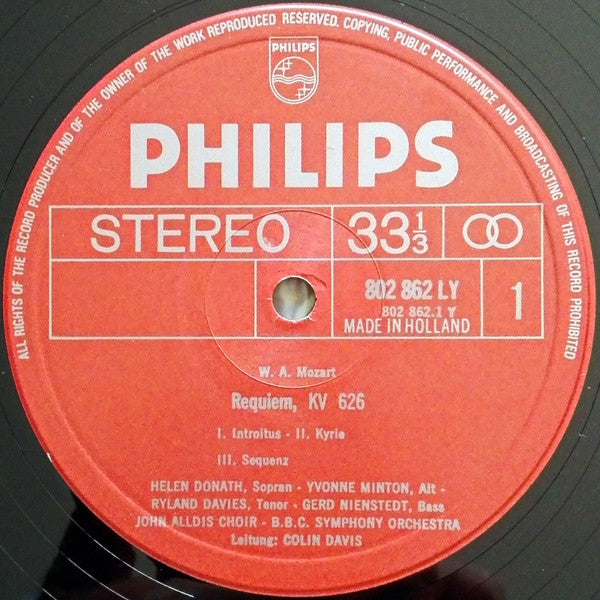 ALL RIGHTS OF THE RECORD PRODUCER AND OF THE OWNER OF THE WORK REPRODUCED RESERVED. COPYING, PUBLIC PERFORMANCE AND BROADCASTING OF THIS RECORD PROHIBITED
PHILIPS
PHILIPS
STEREO 33 1/3
802 862 LY
802 862.1 Y
MADE IN HOLLAND
1
W. A. Mozart
Requiem, KV 626
I. Introitus - II. Kyrie
III. Sequenz
HELEN DONATH, Sopran - YVONNE MINTON, Alt -
RYLAND DAVIES, Tenor - GERD NIENSTEDT, Bass
JOHN ALLDIS CHOIR - B.B.C. SYMPHONY ORCHESTRA
Leitung: COLIN DAVIS